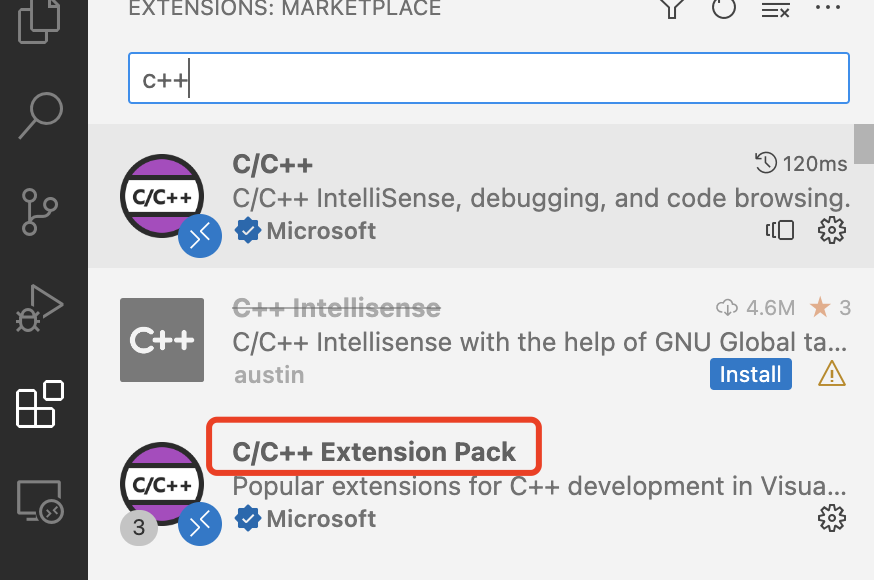 EXTENSIONS: MARKETPLACE
c++
C/C++
C/C++ 120ms
C/C++ IntelliSense, debugging, and code browsing.
Microsoft
C++ Intellisense 4.6M 3
C++
C/C++ Intellisense with the help of GNU Global ta...
austin Install
C/C++ Extension Pack
C/C++
Popular extensions for C++ development in Visua...
3 Microsoft